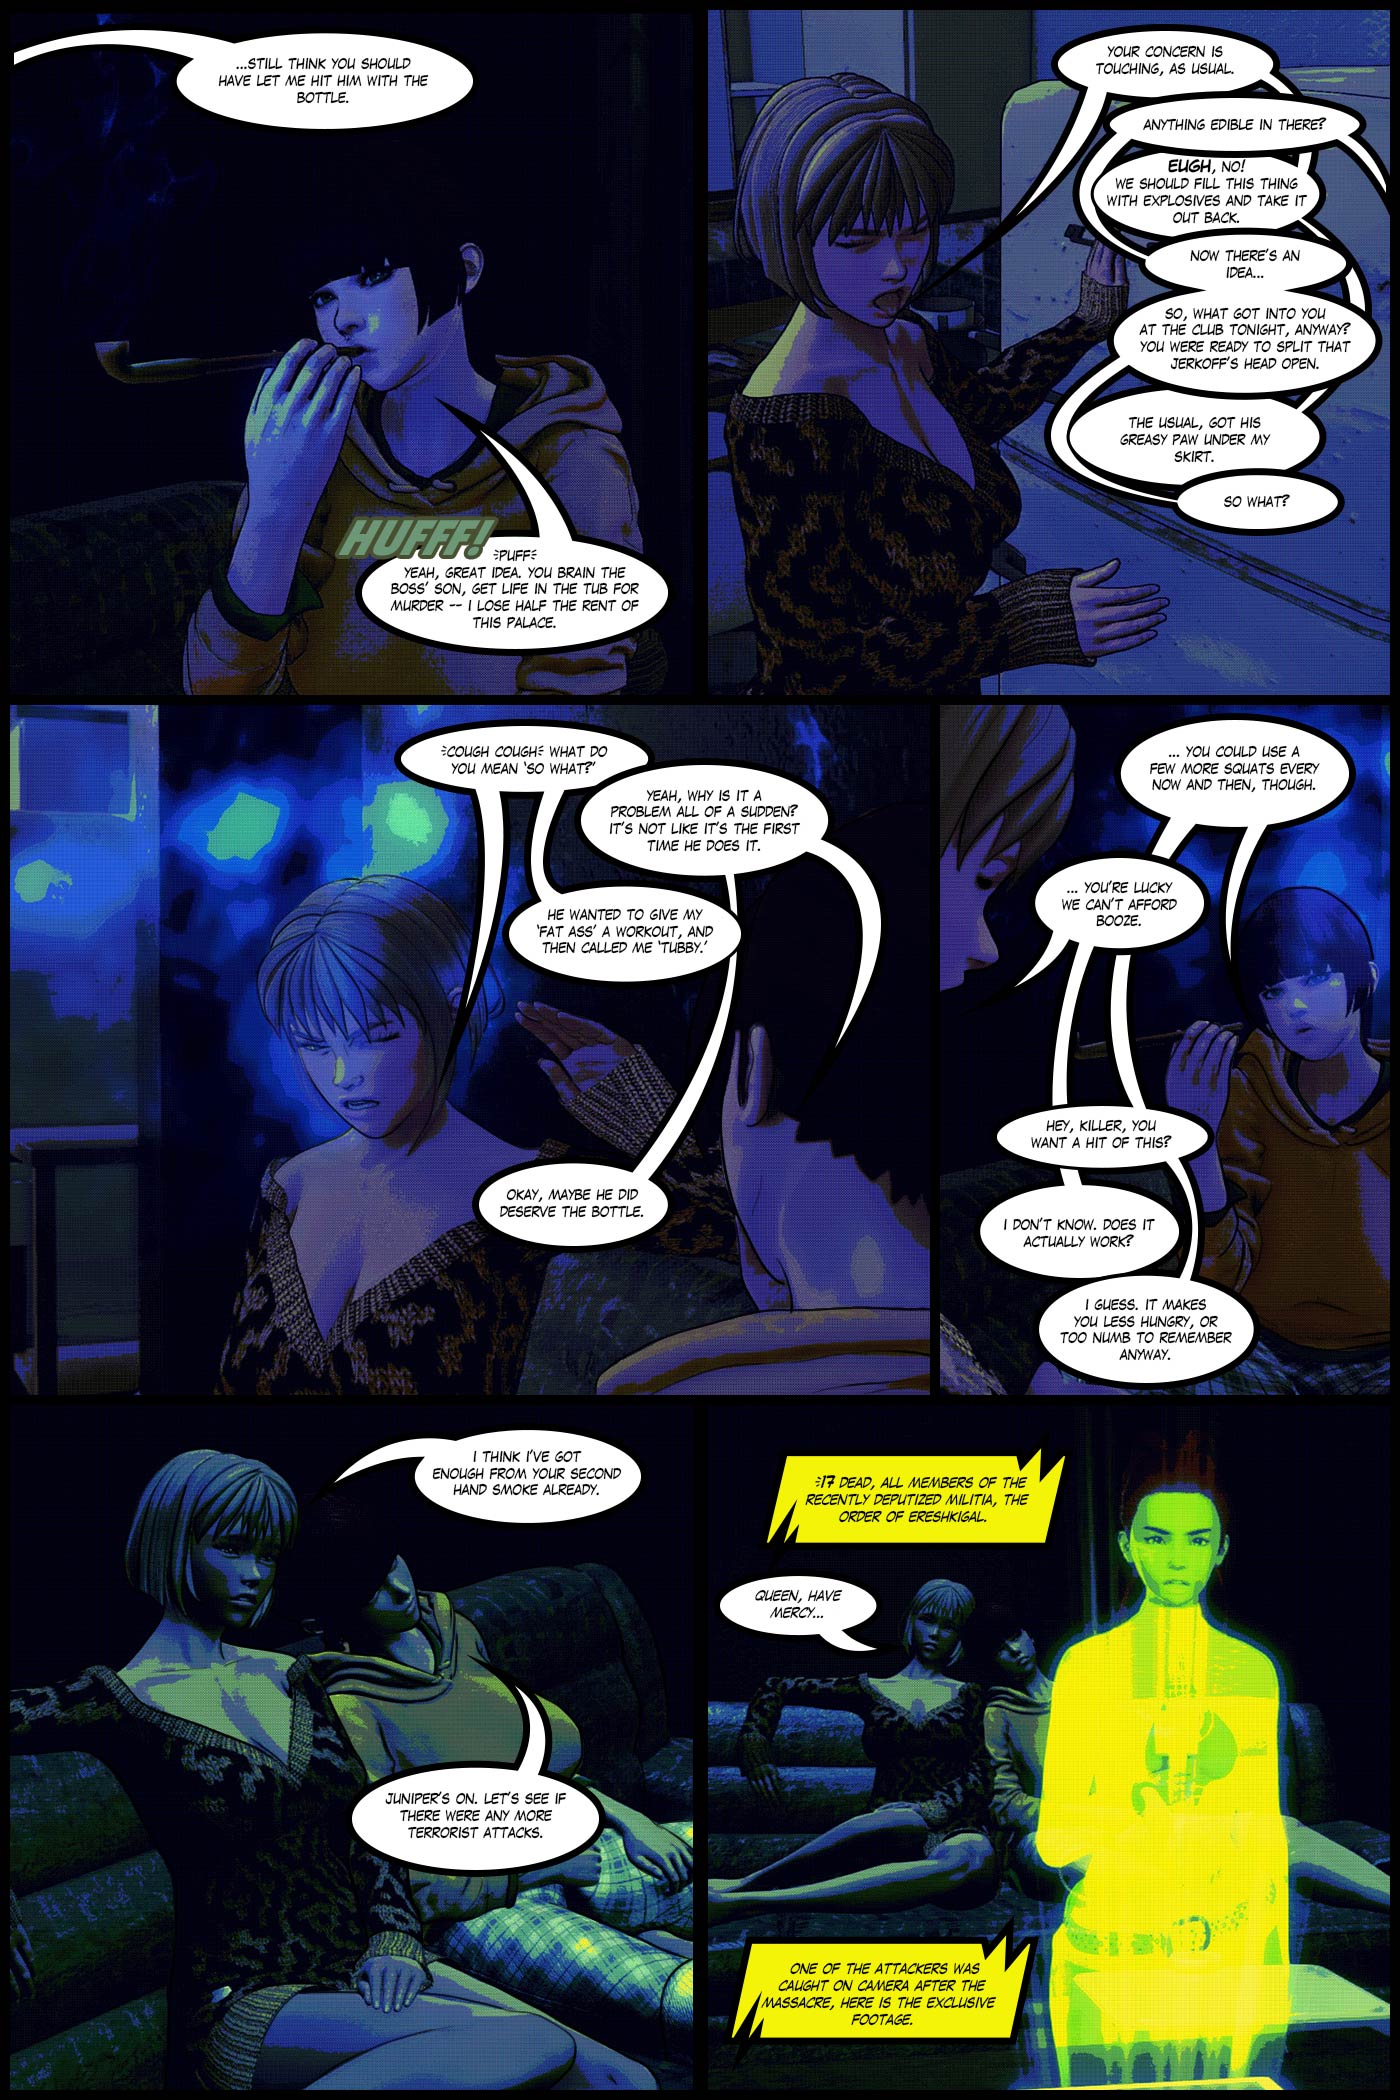 ...STILL THINK YOU SHOULD
HAVE LET ME HIT HIM WITH THE
BOTTLE.
HUFFF!
PUFF
YEAH, GREAT IDEA. YOU BRAIN THE
BOSS' SON, GET LIFE IN THE TUB FOR
MURDER -- I LOSE HALF THE RENT OF
THIS PALACE.
YOUR CONCERN IS
TOUCHING, AS USUAL.
ANYTHING EDIBLE IN THERE?
EUGH, NO!
WE SHOULD FILL THIS THING
WITH EXPLOSIVES AND TAKE IT
OUT BACK.
NOW THERE'S AN
IDEA...
SO, WHAT GOT INTO YOU
AT THE CLUB TONIGHT, ANYWAY?
YOU WERE READY TO SPLIT THAT
JERKOFF'S HEAD OPEN.
THE USUAL, GOT HIS
GREASY PAW UNDER MY
SKIRT.
SO WHAT?
COUGH COUGH WHAT DO
YOU MEAN 'SO WHAT?'
YEAH, WHY IS IT A
PROBLEM ALL OF A SUDDEN?
IT'S NOT LIKE IT'S THE FIRST
TIME HE DOES IT.
HE WANTED TO GIVE MY
'FAT ASS' A WORKOUT, AND
THEN CALLED ME 'TUBBY.'
OKAY, MAYBE HE DID
DESERVE THE BOTTLE.
... YOU COULD USE A
FEW MORE SQUATS EVERY
NOW AND THEN, THOUGH.
... YOU'RE LUCKY
WE CAN'T AFFORD
BOOZE.
HEY, KILLER, YOU
WANT A HIT OF THIS?
I DON'T KNOW. DOES IT
ACTUALLY WORK?
I GUESS. IT MAKES
YOU LESS HUNGRY, OR
TOO NUMB TO REMEMBER
ANYWAY.
I THINK I'VE GOT
ENOUGH FROM YOUR SECOND
HAND SMOKE ALREADY.
JUNIPER'S ON. LET'S SEE IF
THERE WERE ANY MORE
TERRORIST ATTACKS.
17 DEAD, ALL MEMBERS OF THE
RECENTLY DEPUTIZED MILITIA, THE
ORDER OF ERESHKIGAL.
QUEEN, HAVE
MERCY...
ONE OF THE ATTACKERS WAS
CAUGHT ON CAMERA AFTER THE
MASSACRE, HERE IS THE EXCLUSIVE
FOOTAGE.